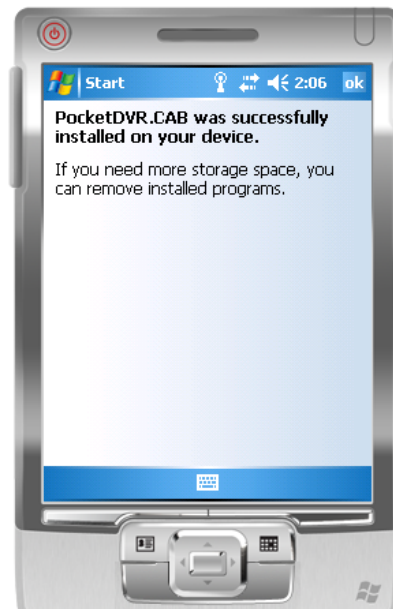 Start 2:06 ok
PocketDVR.CAB was successfully
installed on your device.
If you need more storage space, you
can remove installed programs.